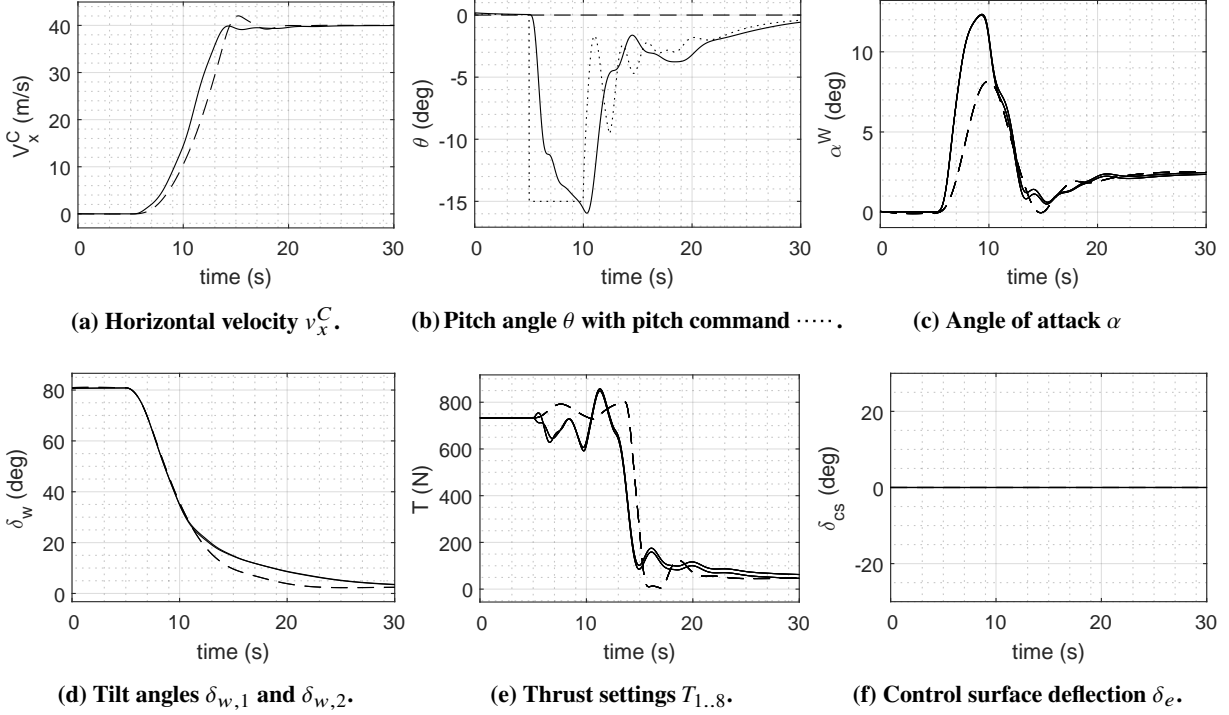 40
30
20
10
0
V_x^C (m/s)
0 10 20 30
time (s)
(a) Horizontal velocity v_x^C.
0
-5
-10
-15
θ (deg)
0 10 20 30
time (s)
(b) Pitch angle θ with pitch command ·····.
10
5
0
α^W (deg)
0 10 20 30
time (s)
(c) Angle of attack α
80
60
40
20
0
δ_w (deg)
0 10 20 30
time (s)
(d) Tilt angles δ_{w,1} and δ_{w,2}.
800
600
400
200
0
T (N)
0 10 20 30
time (s)
(e) Thrust settings T_{1..8}.
20
0
-20
δ_cs (deg)
0 10 20 30
time (s)
(f) Control surface deflection δ_e.